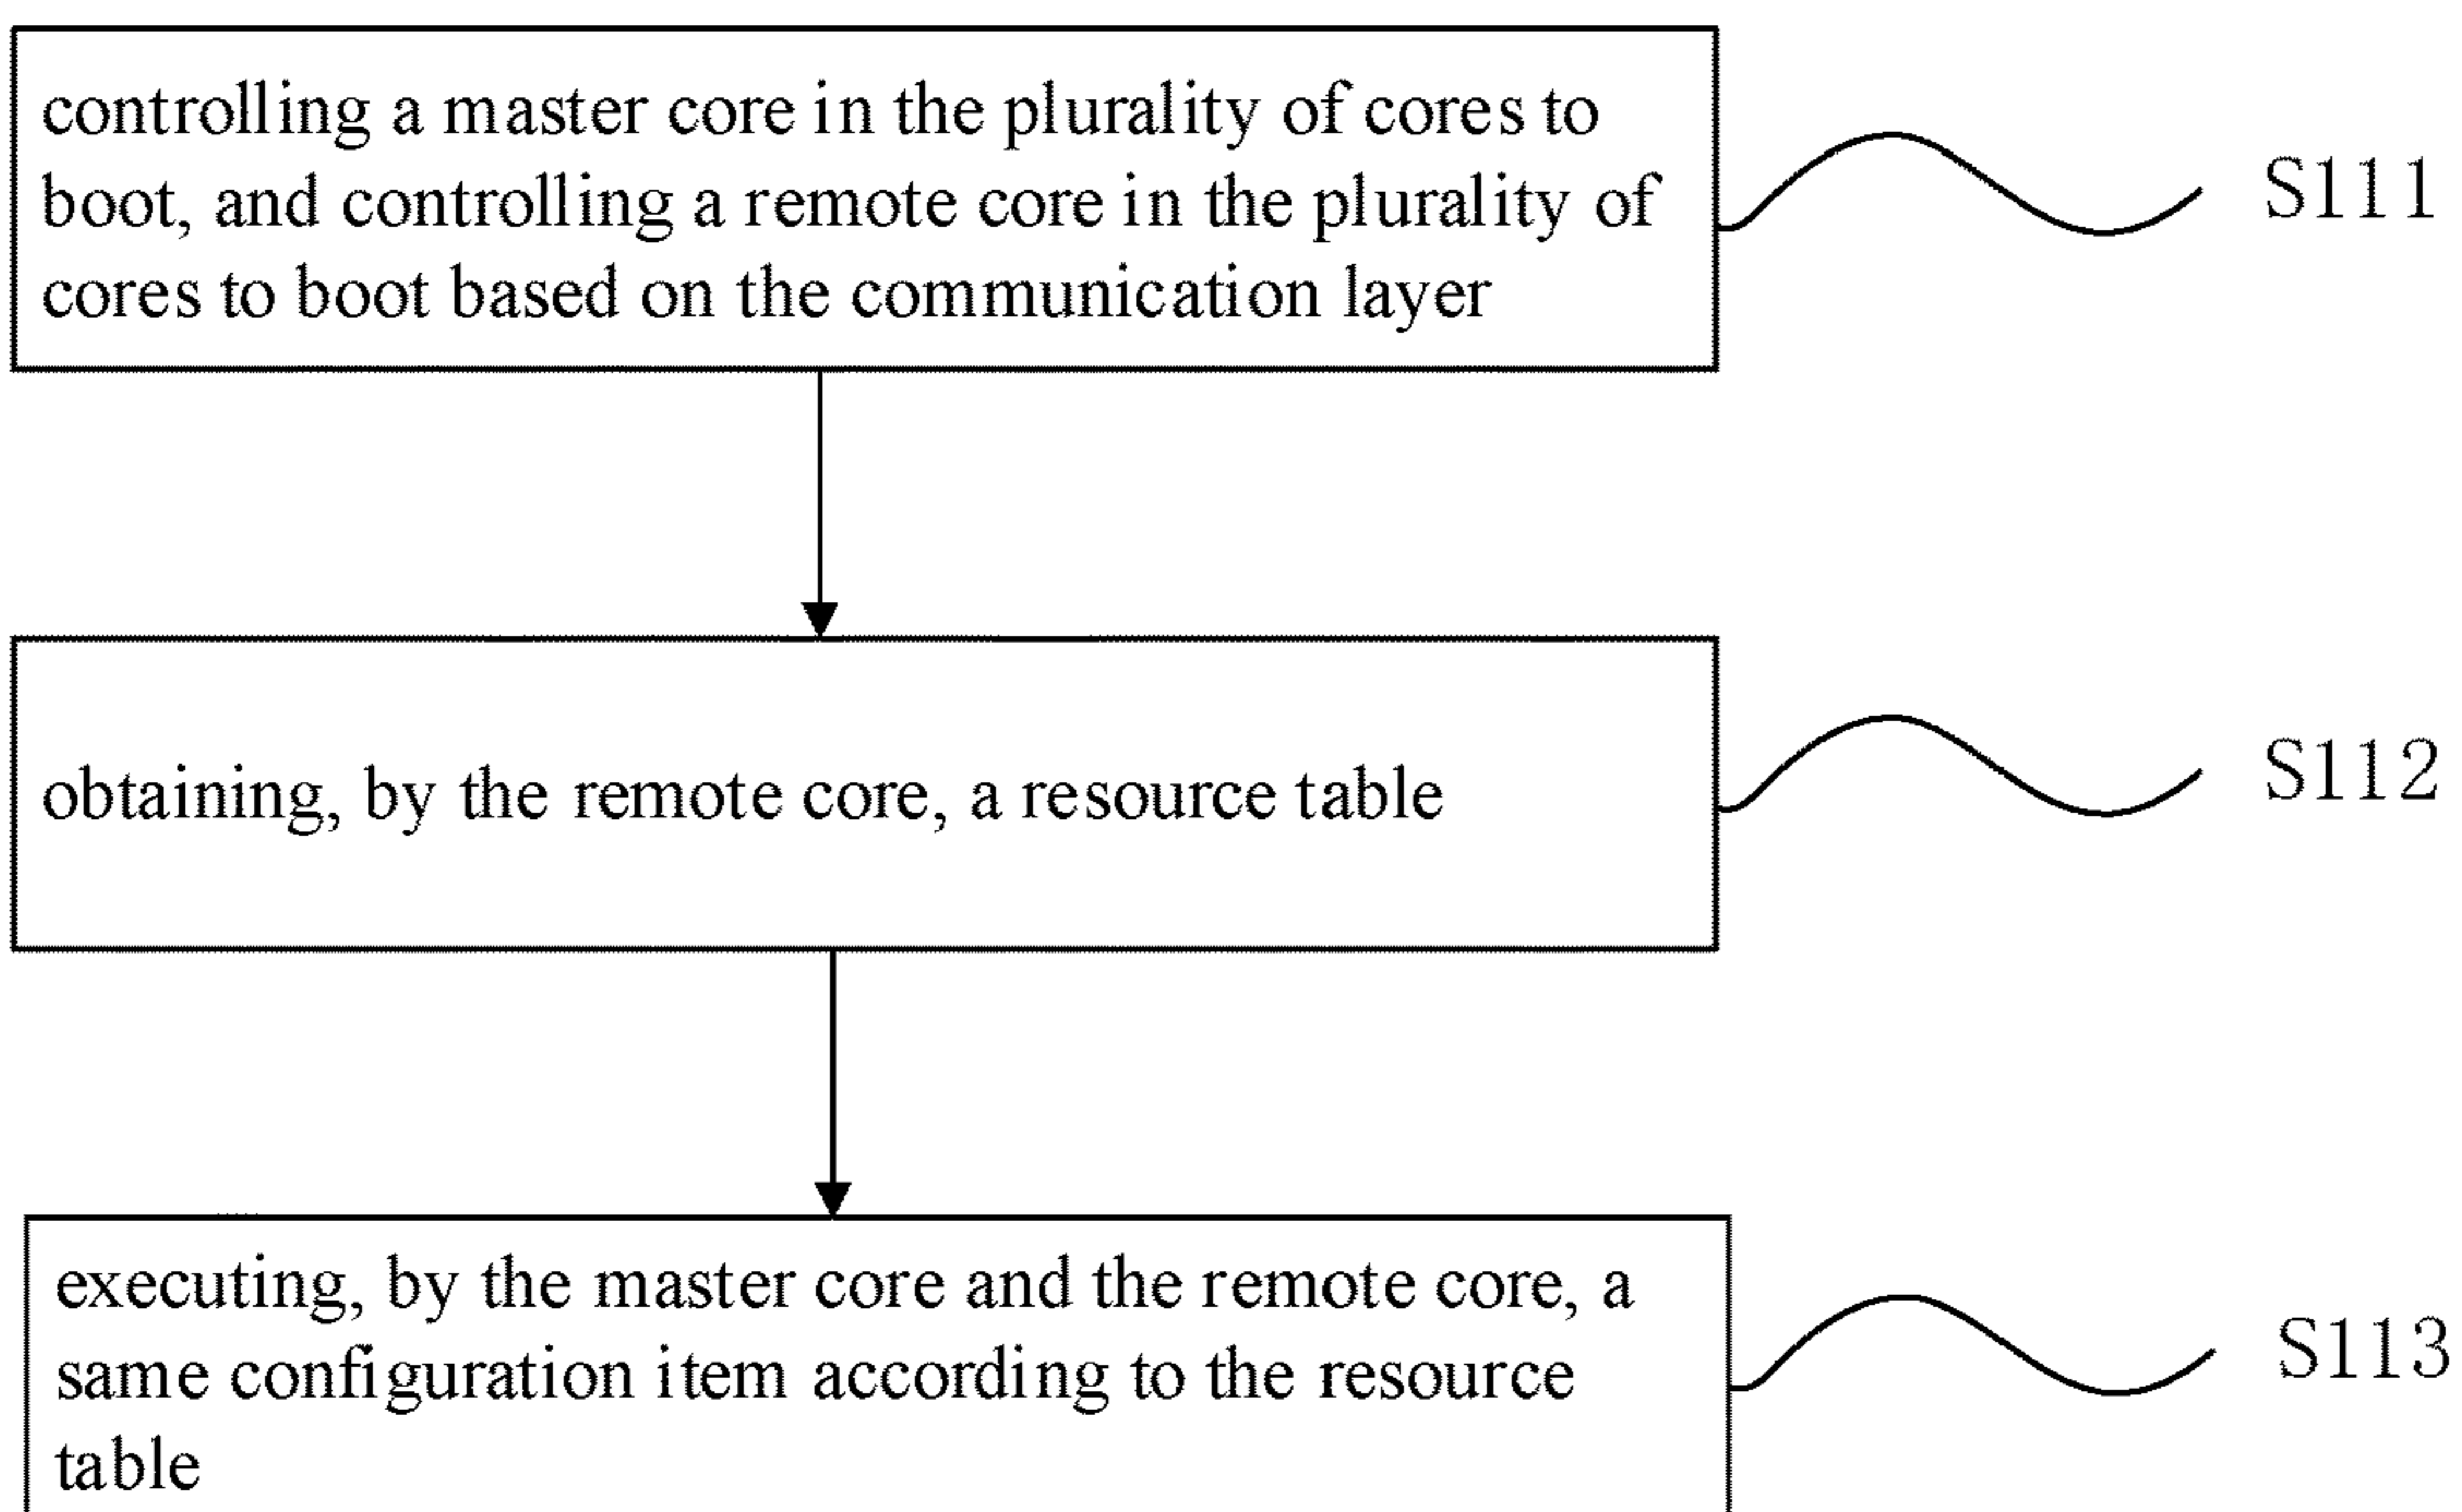 controlling a master core in the plurality of cores to
boot, and controlling a remote core in the plurality of
cores to boot based on the communication layer
S111
obtaining, by the remote core, a resource table
S112
executing, by the master core and the remote core, a
same configuration item according to the resource
table
S113